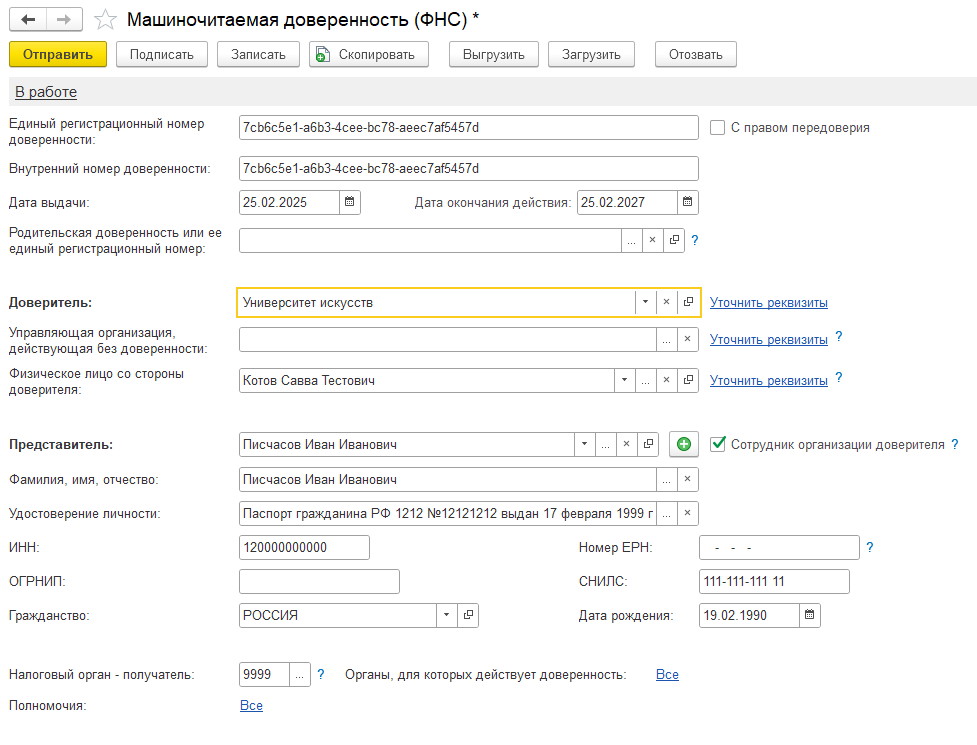 Машиночитаемая доверенность (ФНС) *
Отправить Подписать Записать Скопировать Выгрузить Загрузить Отозвать
В работе
Единый регистрационный номер
доверенности: 7cb6c5e1-a6b3-4cee-bc78-aeec7af5457d С правом передоверия
Внутренний номер доверенности: 7cb6c5e1-a6b3-4cee-bc78-aeec7af5457d
Дата выдачи: 25.02.2025 Дата окончания действия: 25.02.2027
Родительская доверенность или ее
единый регистрационный номер: ... × ?
Доверитель: Университет искусств × Уточнить реквизиты
Управляющая организация,
действующая без доверенности: ... × Уточнить реквизиты ?
Физическое лицо со стороны
доверителя: Котов Савва Тестович ... × Уточнить реквизиты ?
Представитель: Писчасов Иван Иванович ... × Сотрудник организации доверителя ?
Фамилия, имя, отчество: Писчасов Иван Иванович ... ×
Удостоверение личности: Паспорт гражданина РФ 1212 №12121212 выдан 17 февраля 1999 г ... ×
ИНН: 120000000000 Номер ЕРН: - - - ?
ОГРНИП: СНИЛС: 111-111-111 11
Гражданство: РОССИЯ Дата рождения: 19.02.1990
Налоговый орган - получатель: 9999 ... ? Органы, для которых действует доверенность: Все
Полномочия: Все